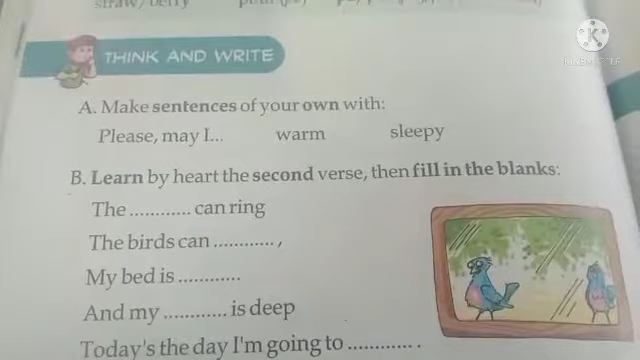 straw/berry
THINK AND WRITE
A. Make sentences of your own with:
Please, may I... warm sleepy
B. Learn by heart the second verse, then fill in the blanks:
The ............ can ring
The birds can ............ ,
My bed is ............
And my ............ is deep
Today's the day I'm going to ............ .